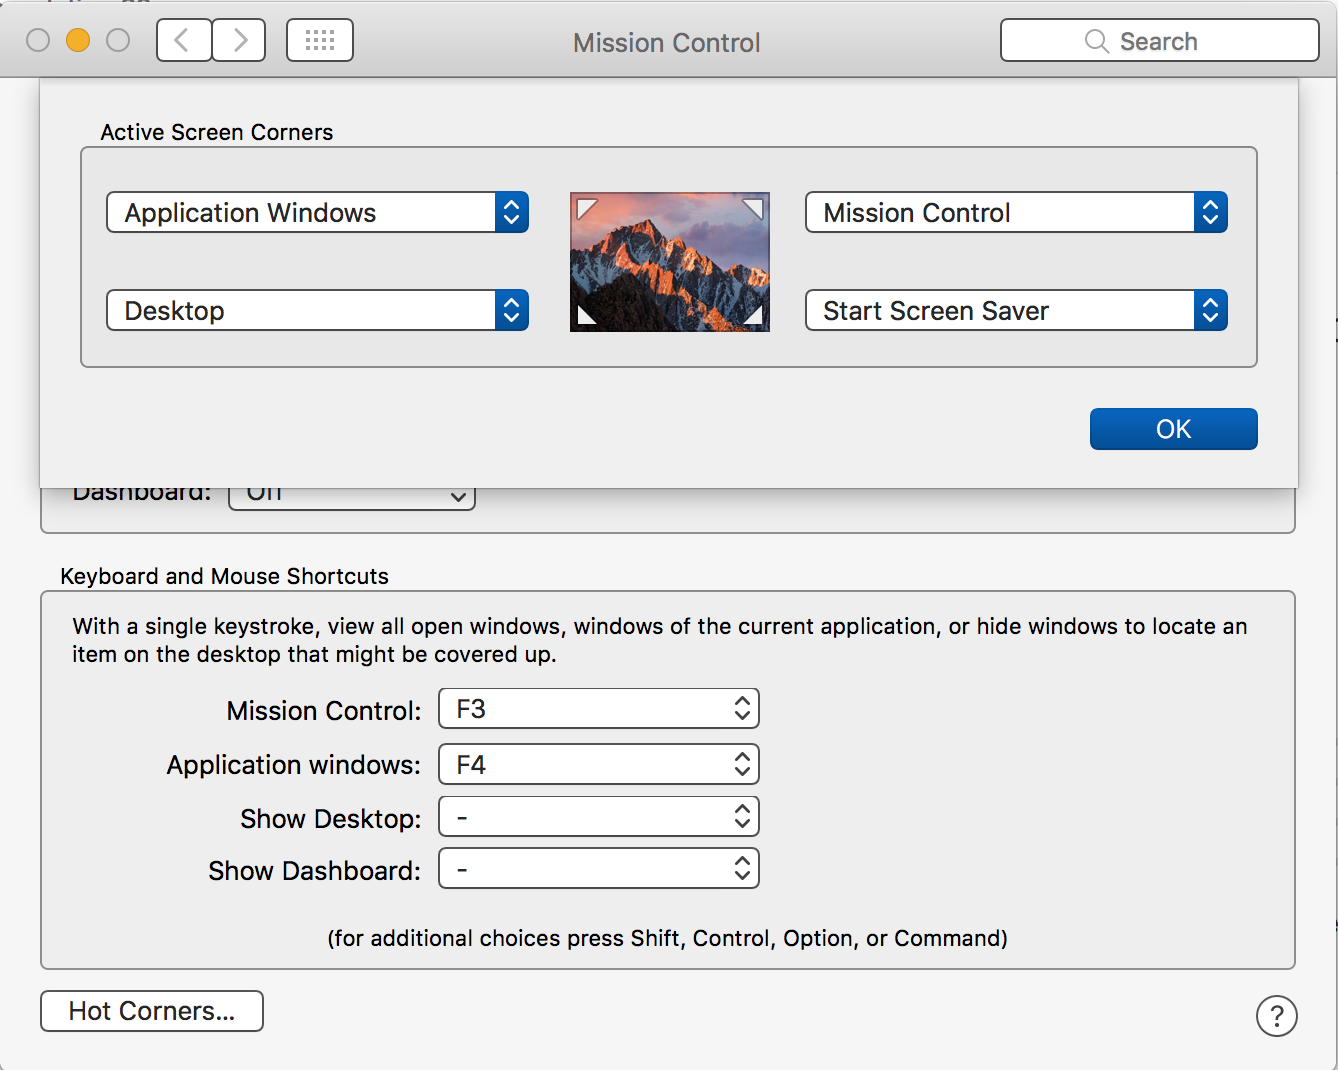 Mission Control
Search
Active Screen Corners
Application Windows
Mission Control
Desktop
Start Screen Saver
OK
Dashboard: Off
Keyboard and Mouse Shortcuts
With a single keystroke, view all open windows, windows of the current application, or hide windows to locate an
item on the desktop that might be covered up.
Mission Control: F3
Application windows: F4
Show Desktop: -
Show Dashboard: -
(for additional choices press Shift, Control, Option, or Command)
Hot Corners...
?